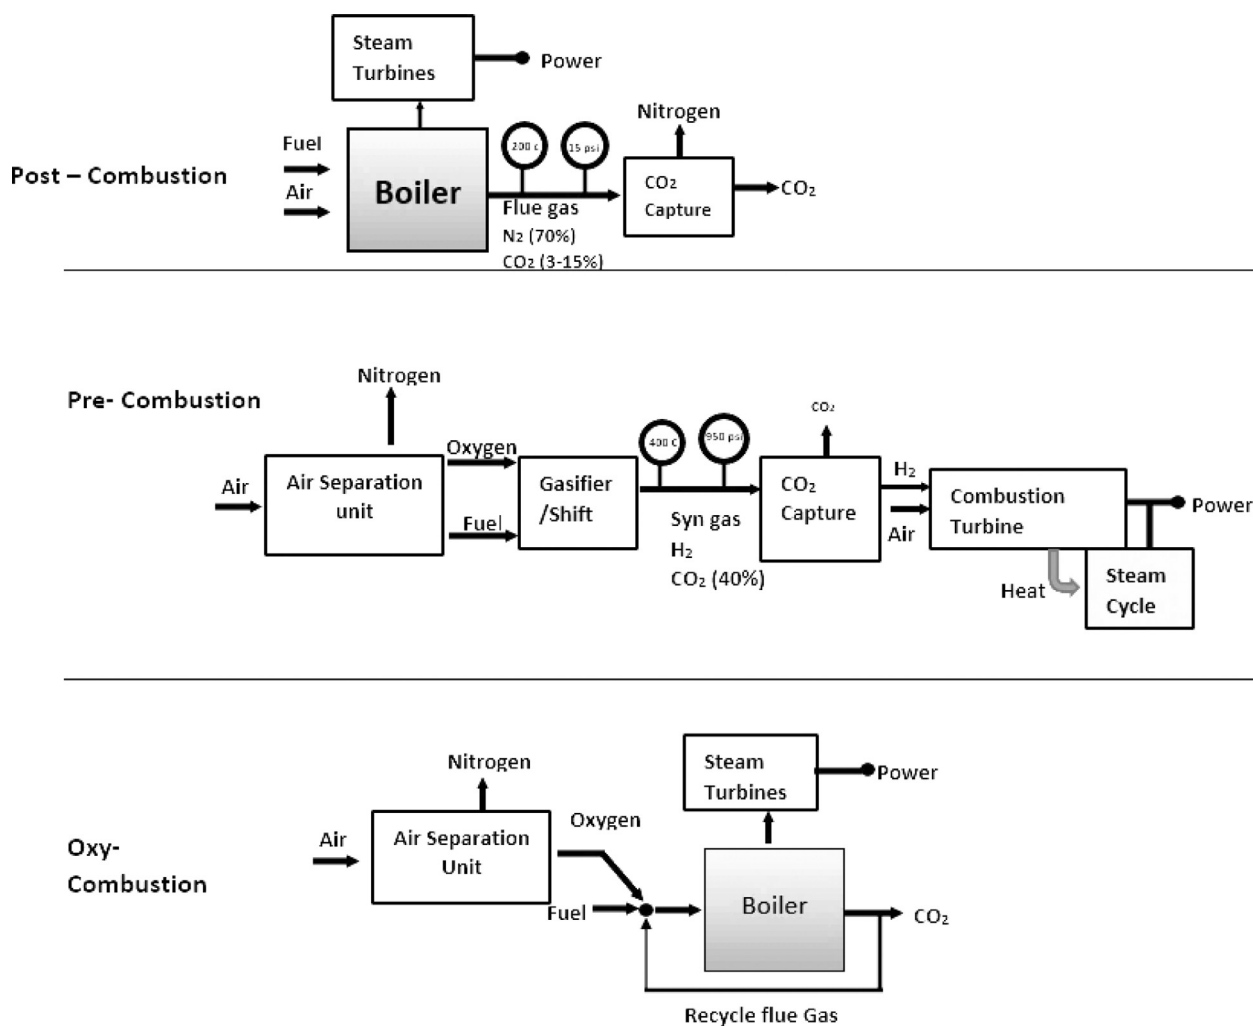 Steam
Turbines
Power
Fuel
Air
Post – Combustion
Boiler
200 c
15 psi
Nitrogen
CO₂
Capture
CO₂
Flue gas
N₂ (70%)
CO₂ (3-15%)
Pre- Combustion
Nitrogen
Air
Air Separation
unit
Oxygen
Fuel
Gasifier
/Shift
400 c
950 psi
Syn gas
H₂
CO₂ (40%)
CO₂
CO₂
Capture
H₂
Air
Combustion
Turbine
Power
Heat
Steam
Cycle
Oxy-
Combustion
Nitrogen
Air
Air Separation
Unit
Oxygen
Fuel
Steam
Turbines
Power
Boiler
CO₂
Recycle flue Gas